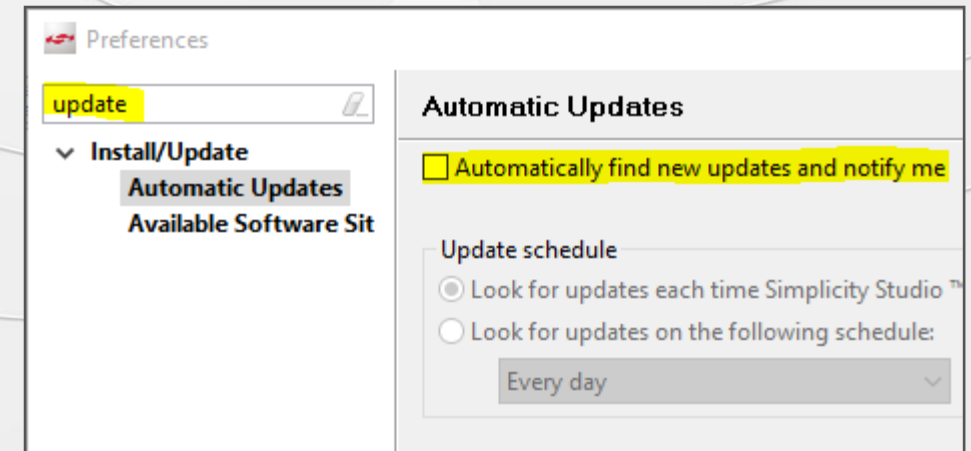 Preferences
update
Install/Update
Automatic Updates
Available Software Sit
Automatic Updates
Automatically find new updates and notify me
Update schedule
Look for updates each time Simplicity Studio ™
Look for updates on the following schedule:
Every day